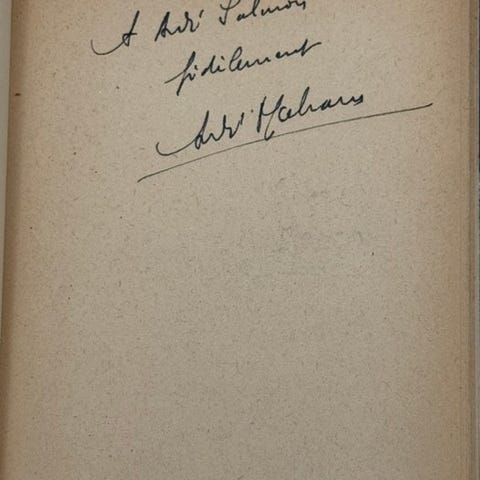 A André Salmon
fidèlement
André Malraux